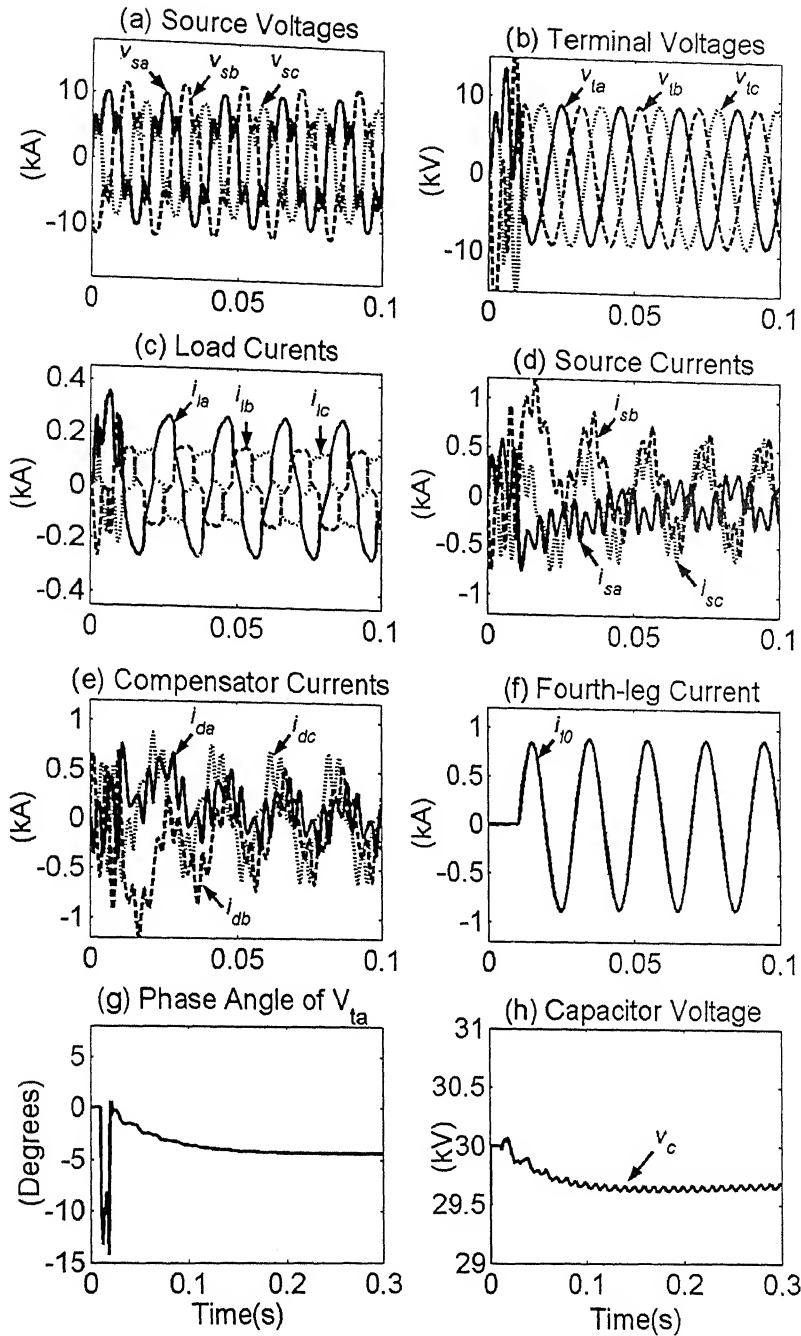 (a) Source Voltages
v_sa v_sb v_sc
(kA)
10
0
-10
0 0.05 0.1
(b) Terminal Voltages
v_ta v_tb v_tc
(kV)
10
0
-10
0 0.05 0.1
(c) Load Curents
i_la i_lb i_lc
(kA)
0.4
0.2
0
-0.2
-0.4
0 0.05 0.1
(d) Source Currents
i_sb
i_sa i_sc
(kA)
1
0.5
0
-0.5
-1
0 0.05 0.1
(e) Compensator Currents
i_da i_dc
i_db
(kA)
1
0.5
0
-0.5
-1
0 0.05 0.1
(f) Fourth-leg Current
i_f0
(kA)
1
0.5
0
-0.5
-1
0 0.05 0.1
(g) Phase Angle of V_ta
(Degrees)
5
0
-5
-10
-15
0 0.1 0.2 0.3
Time(s)
(h) Capacitor Voltage
v_c
(kV)
31
30.5
30
29.5
29
0 0.1 0.2 0.3
Time(s)